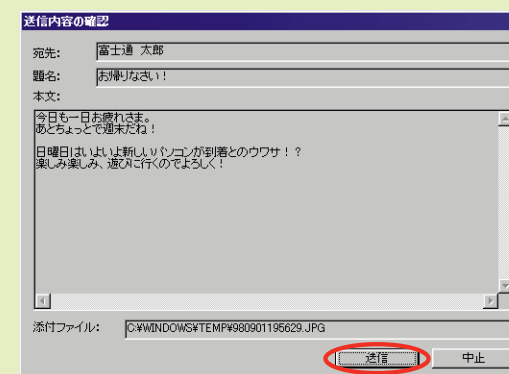 送信内容の確認
宛先: 富士通 太郎
題名: お帰りなさい!
本文:
今日も一日お疲れさま。
あとちょっとで週末だね!
日曜日はいよいよ新しいパソコンが到着とのウワサ!?
楽しみ楽しみ、遊びに行くのでよろしく!
添付ファイル: C:¥WINDOWS¥TEMP¥980901195629.JPG
送信 中止